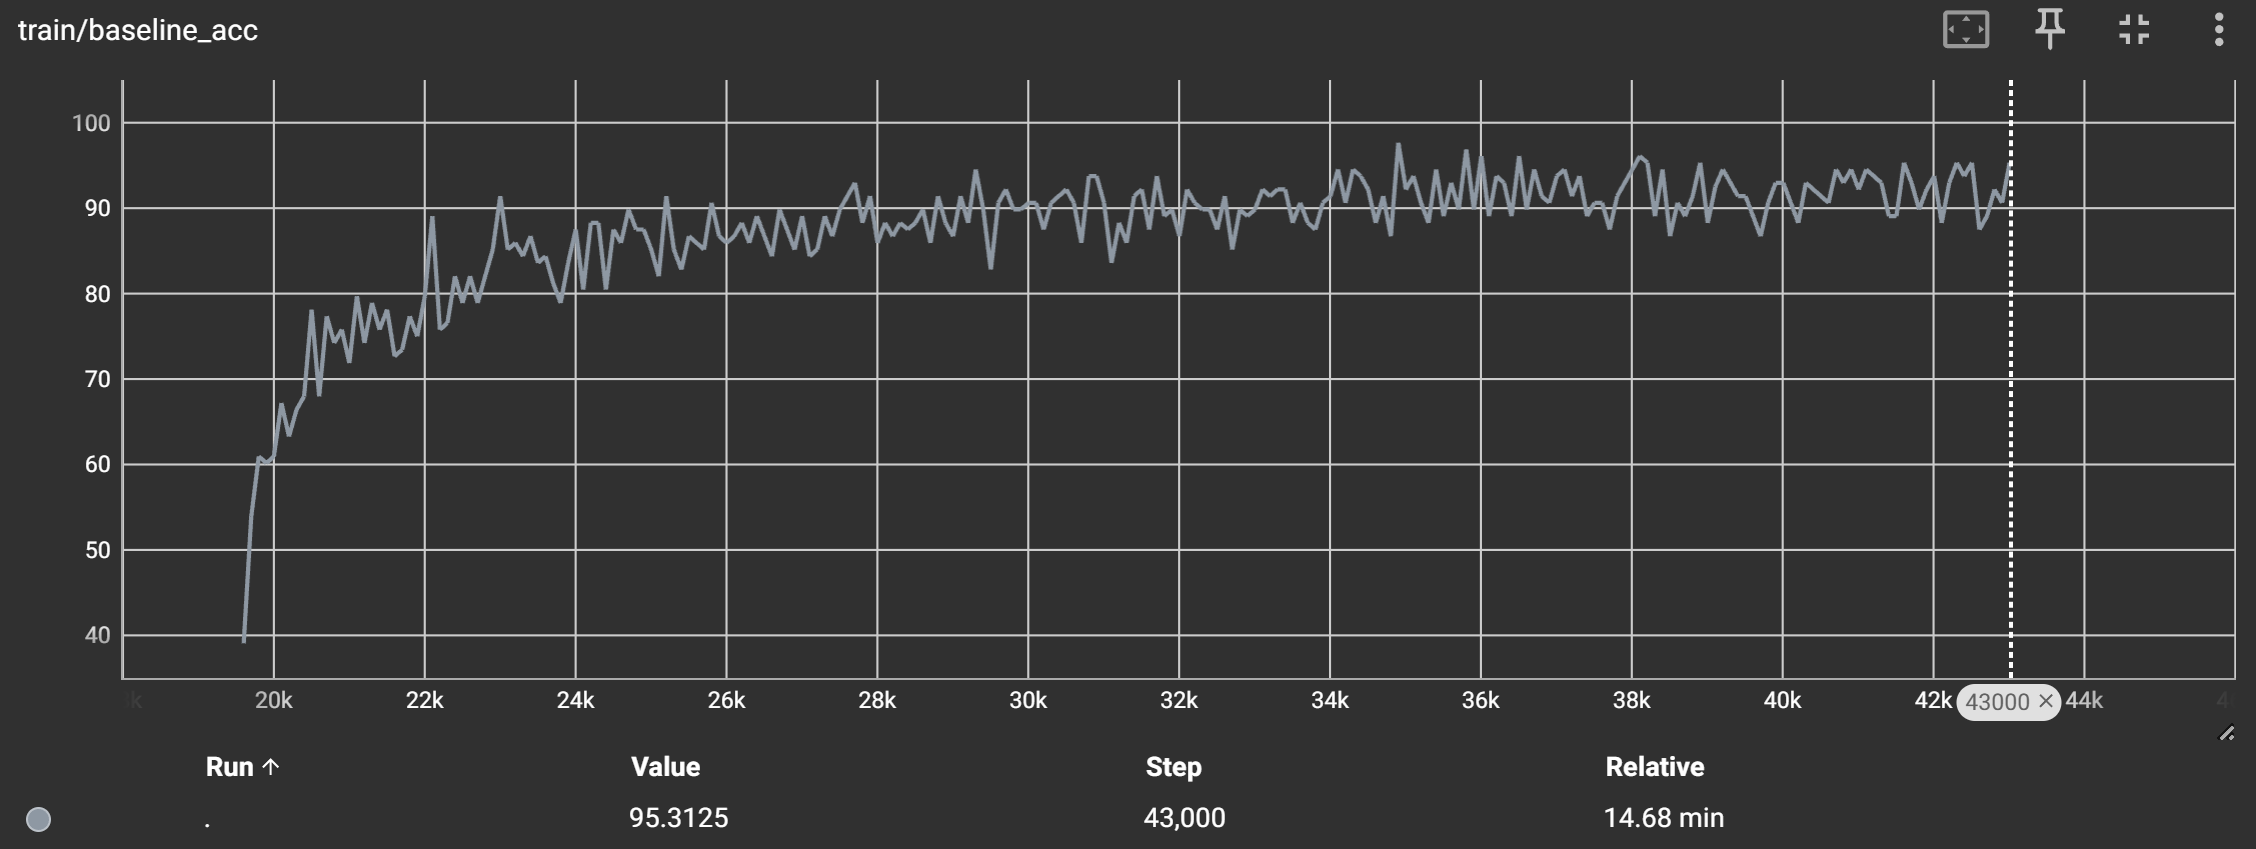 train/baseline_acc
100
90
80
70
60
50
40
20k 22k 24k 26k 28k 30k 32k 34k 36k 38k 40k 42k 43000 × 44k
Run ↑ Value Step Relative
. 95.3125 43,000 14.68 min